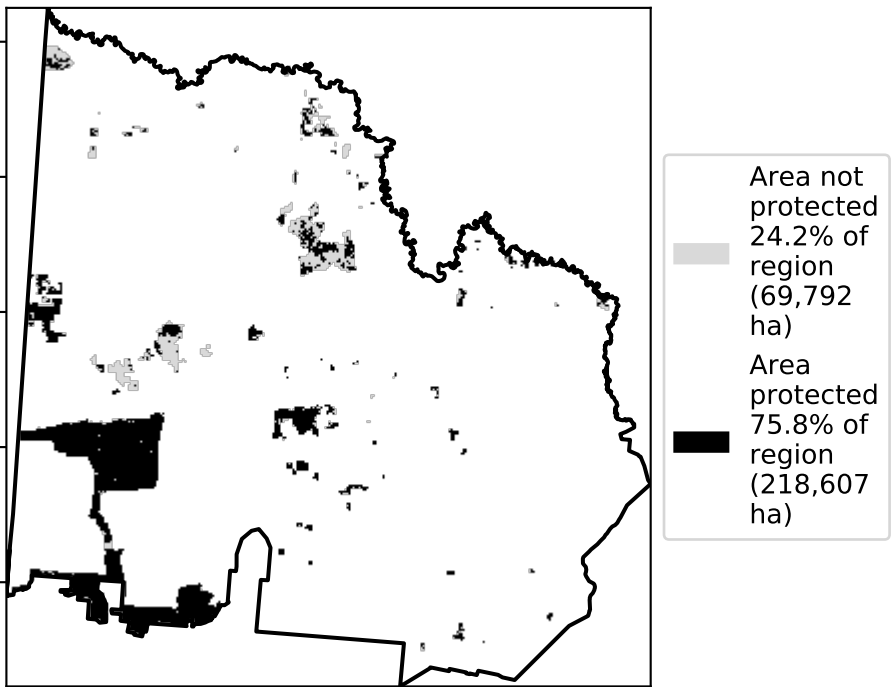 Area not
protected
24.2% of
region
(69,792
ha)
Area
protected
75.8% of
region
(218,607
ha)